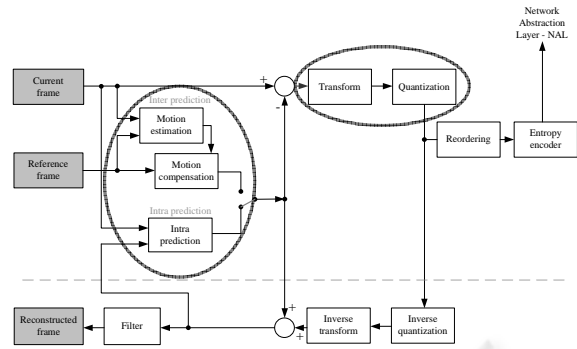 Network
Abstraction
Layer - NAL
Current
frame
+
Transform
Quantization
-
Inter prediction
Motion
estimation
Reordering
Entropy
encoder
Reference
frame
Motion
compensation
Intra prediction
Intra
prediction
+
Reconstructed
frame
Filter
+
Inverse
transform
Inverse
quantization